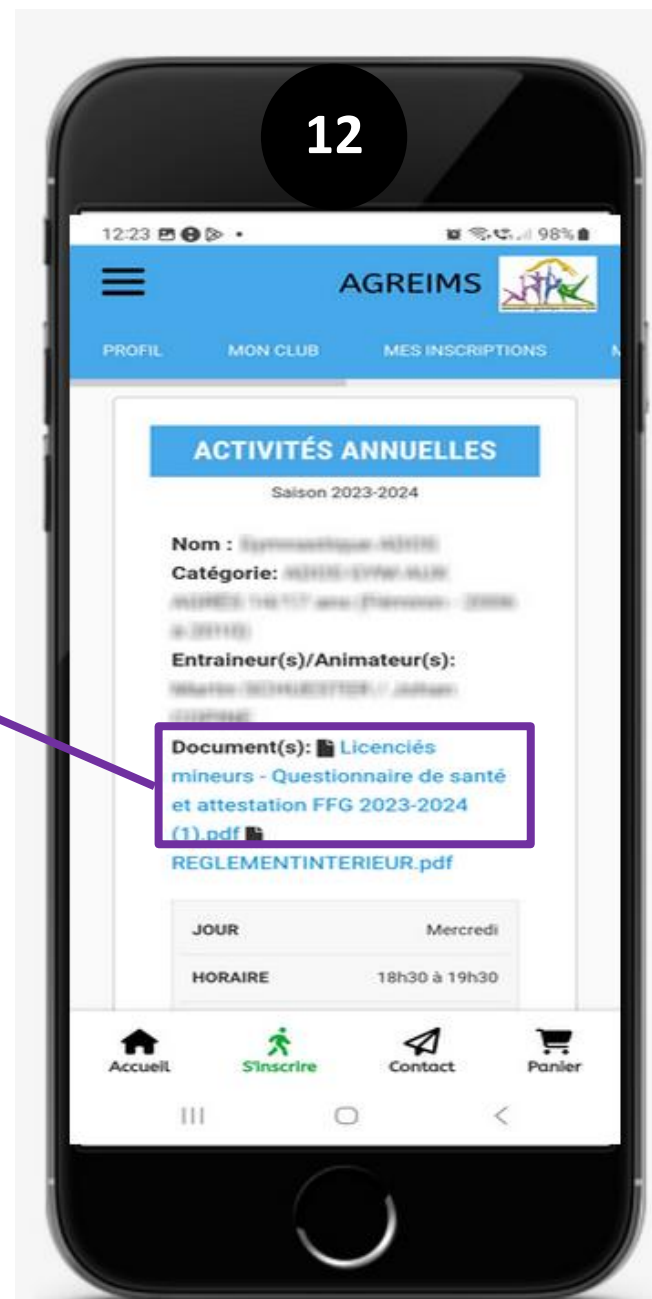 12
12:23 98%
AGREIMS
PROFIL MON CLUB MES INSCRIPTIONS
ACTIVITÉS ANNUELLES
Saison 2023-2024
Nom :
Catégorie:
Entraineur(s)/Animateur(s):
Document(s): Licenciés
mineurs - Questionnaire de santé
et attestation FFG 2023-2024
(1).pdf
REGLEMENTINTERIEUR.pdf
JOUR Mercredi
HORAIRE 18h30 à 19h30
Accueil S'inscrire Contact Panier